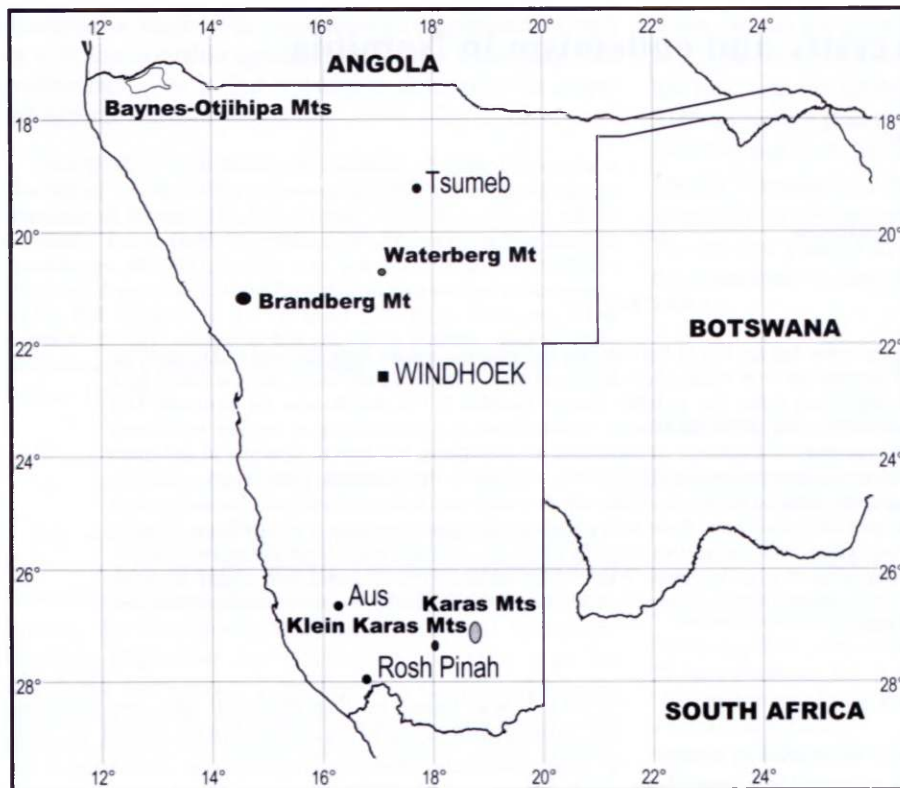 12° 14° 16° 18° 20° 22° 24°
ANGOLA
Baynes-Otjihipa Mts
18° 18°
Tsumeb
20° 20°
Waterberg Mt
Brandberg Mt
BOTSWANA
22° 22°
WINDHOEK
24° 24°
26° 26°
Aus
Karas Mts
Klein Karas Mts
Rosh Pinah
28° 28°
SOUTH AFRICA
12° 14° 16° 18° 20° 22° 24°